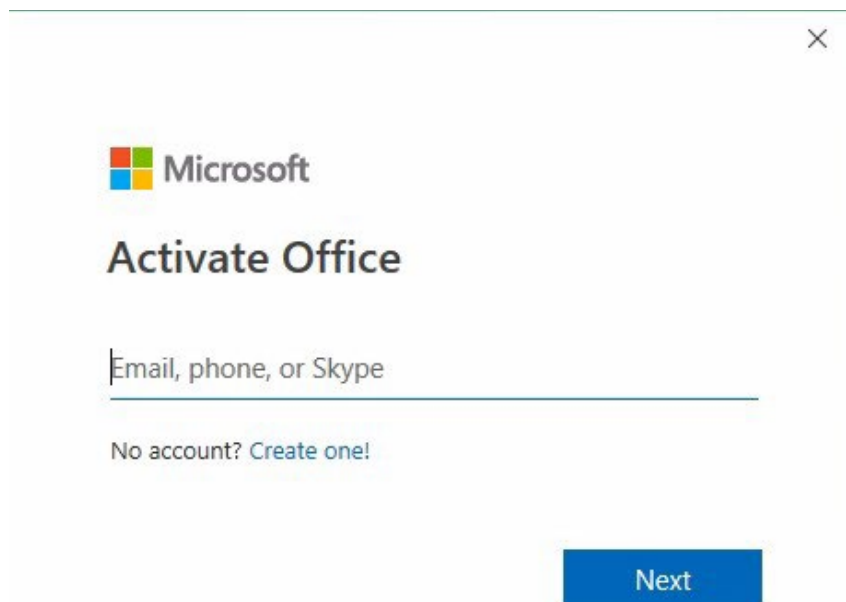 Microsoft
Activate Office
Email, phone, or Skype
No account? Create one!
Next